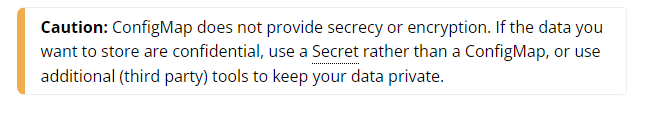 Caution: ConfigMap does not provide secrecy or encryption. If the data you
want to store are confidential, use a Secret rather than a ConfigMap, or use
additional (third party) tools to keep your data private.